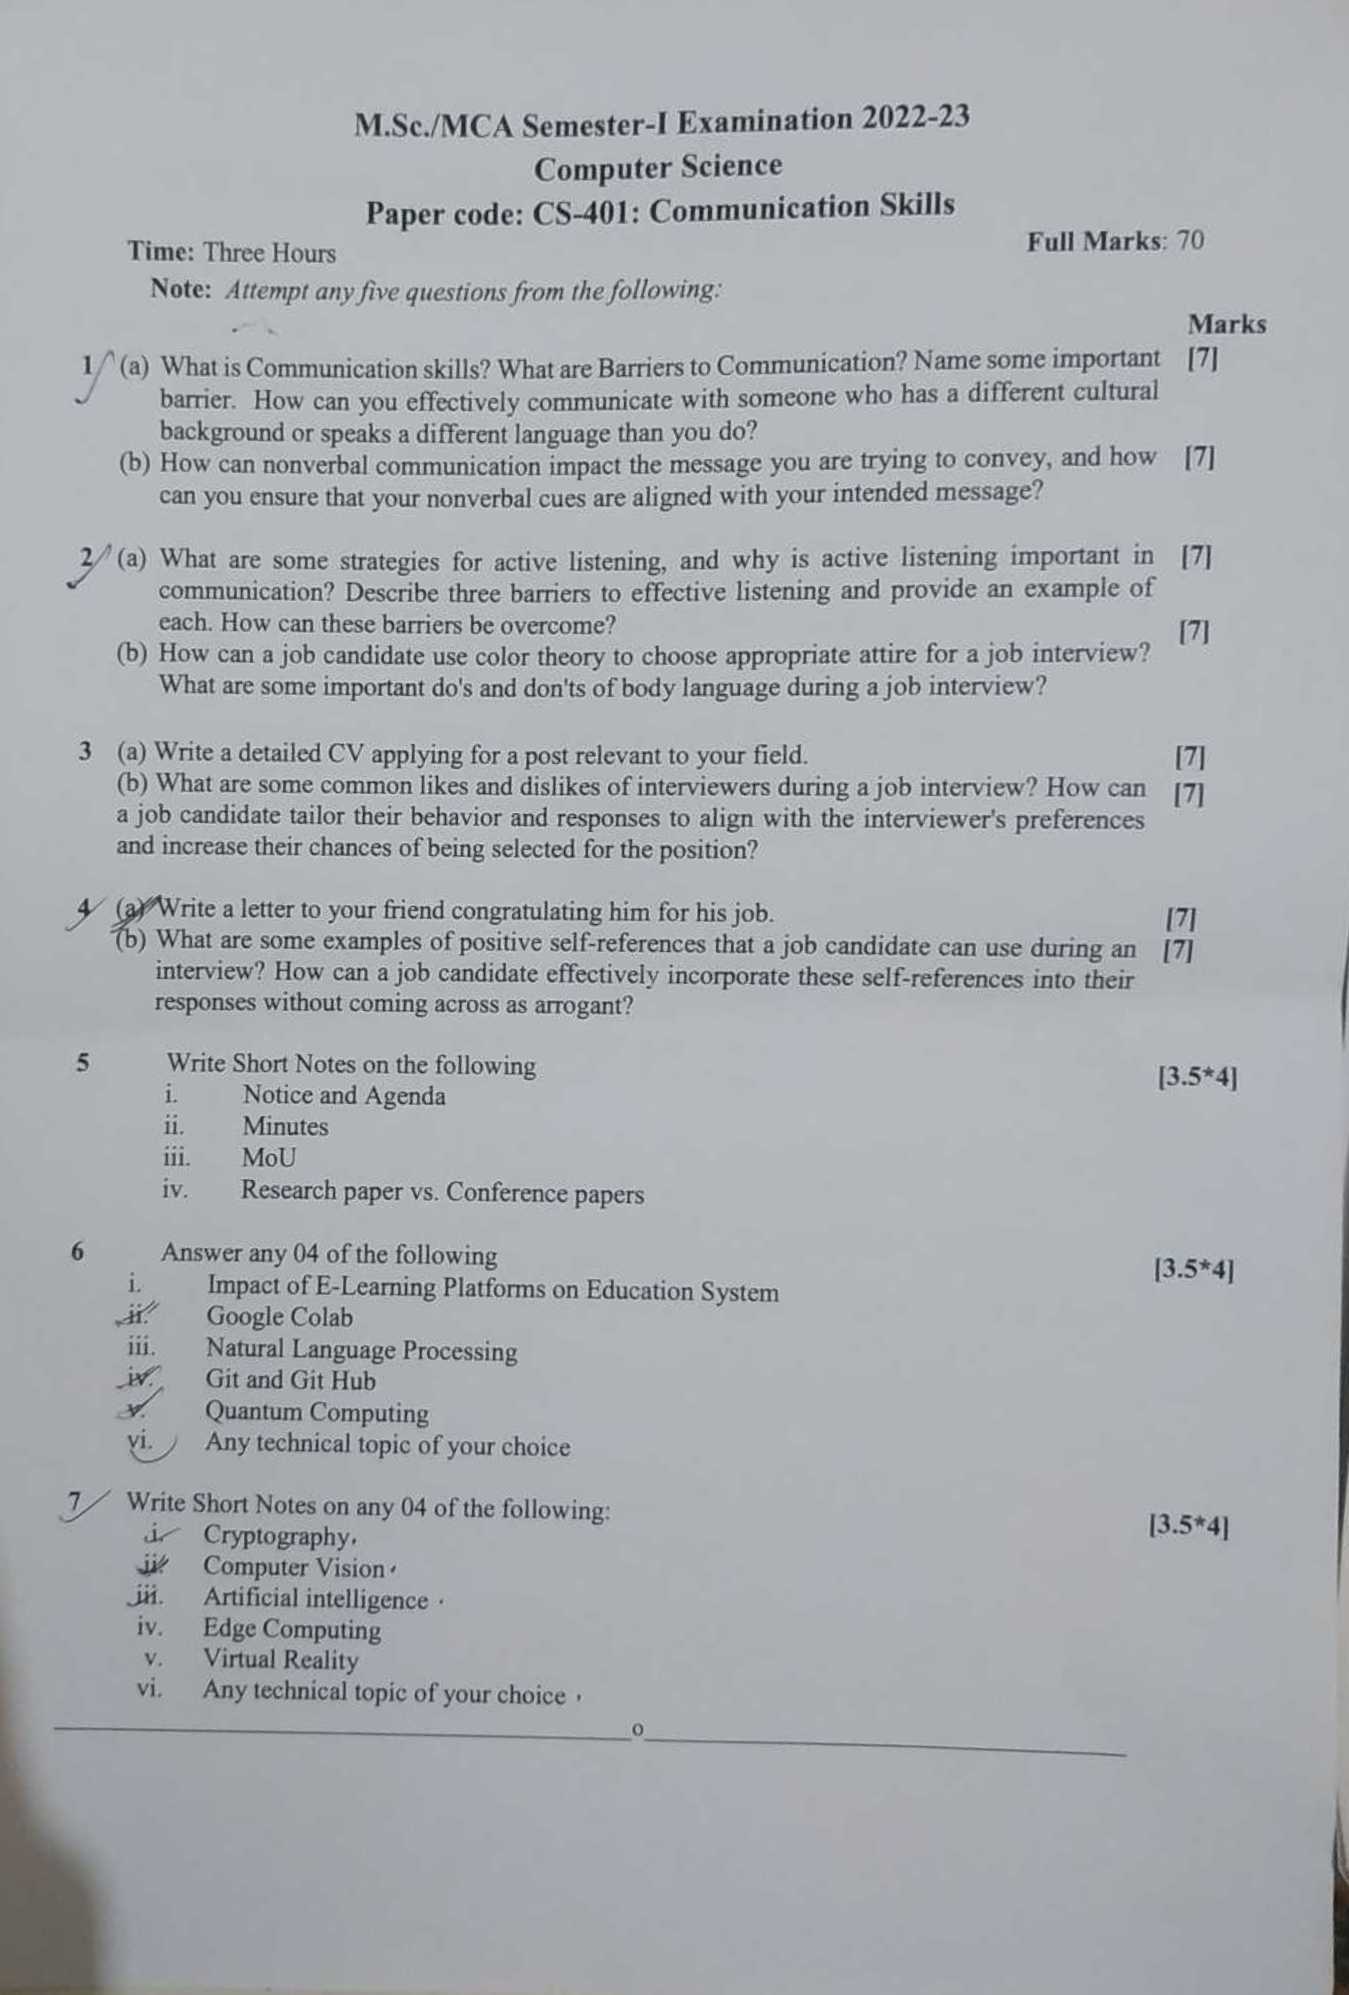 M.Sc./MCA Semester-I Examination 2022-23
Computer Science
Paper code: CS-401: Communication Skills
Time: Three Hours Full Marks: 70
Note: Attempt any five questions from the following:
Marks
1 (a) What is Communication skills? What are Barriers to Communication? Name some important [7]
barrier. How can you effectively communicate with someone who has a different cultural
background or speaks a different language than you do?
(b) How can nonverbal communication impact the message you are trying to convey, and how [7]
can you ensure that your nonverbal cues are aligned with your intended message?
2 (a) What are some strategies for active listening, and why is active listening important in [7]
communication? Describe three barriers to effective listening and provide an example of
each. How can these barriers be overcome?
(b) How can a job candidate use color theory to choose appropriate attire for a job interview? [7]
What are some important do's and don'ts of body language during a job interview?
3 (a) Write a detailed CV applying for a post relevant to your field. [7]
(b) What are some common likes and dislikes of interviewers during a job interview? How can [7]
a job candidate tailor their behavior and responses to align with the interviewer's preferences
and increase their chances of being selected for the position?
4 (a) Write a letter to your friend congratulating him for his job. [7]
(b) What are some examples of positive self-references that a job candidate can use during an [7]
interview? How can a job candidate effectively incorporate these self-references into their
responses without coming across as arrogant?
5 Write Short Notes on the following [3.5*4]
i. Notice and Agenda
ii. Minutes
iii. MoU
iv. Research paper vs. Conference papers
6 Answer any 04 of the following [3.5*4]
i. Impact of E-Learning Platforms on Education System
ii. Google Colab
iii. Natural Language Processing
iv. Git and Git Hub
v. Quantum Computing
vi. Any technical topic of your choice
7 Write Short Notes on any 04 of the following: [3.5*4]
i. Cryptography
ii. Computer Vision
iii. Artificial intelligence
iv. Edge Computing
v. Virtual Reality
vi. Any technical topic of your choice
o